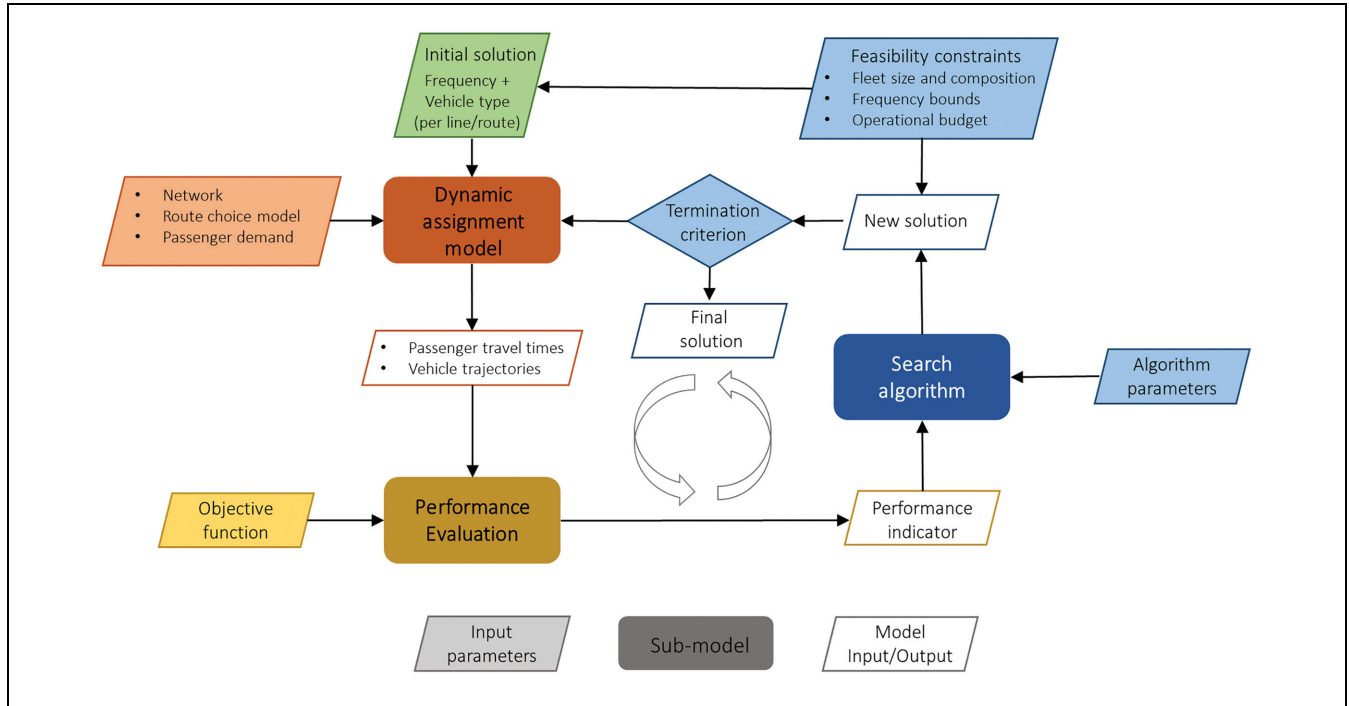 Initial solution
Frequency +
Vehicle type
(per line/route)
Feasibility constraints
• Fleet size and composition
• Frequency bounds
• Operational budget
• Network
• Route choice model
• Passenger demand
Dynamic
assignment
model
Termination
criterion
New solution
Final
solution
• Passenger travel times
• Vehicle trajectories
Search
algorithm
Algorithm
parameters
Objective
function
Performance
Evaluation
Performance
indicator
Input
parameters
Sub-model
Model
Input/Output